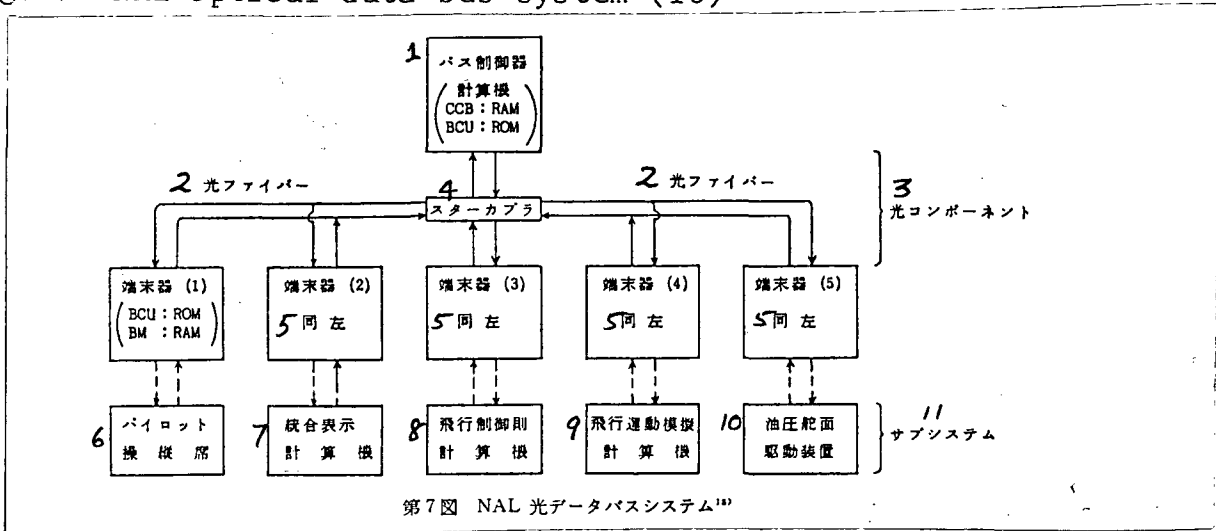 NAL optical data bus system (18)
1
バス制御器
計算機
CCB：RAM
BCU：ROM
2 光ファイバー
4
スターカプラ
2 光ファイバー
3
光コンポーネント
端末器 (1)
BCU：ROM
BM ：RAM
端末器 (2)
5 同左
端末器 (3)
5 同左
端末器 (4)
5 同左
端末器 (5)
5 同左
6
パイロット
操縦席
7
統合表示
計算機
8
飛行制御則
計算機
9
飛行運動模擬
計算機
10
油圧舵面
駆動装置
11
サブシステム
第7図 NAL 光データバスシステム